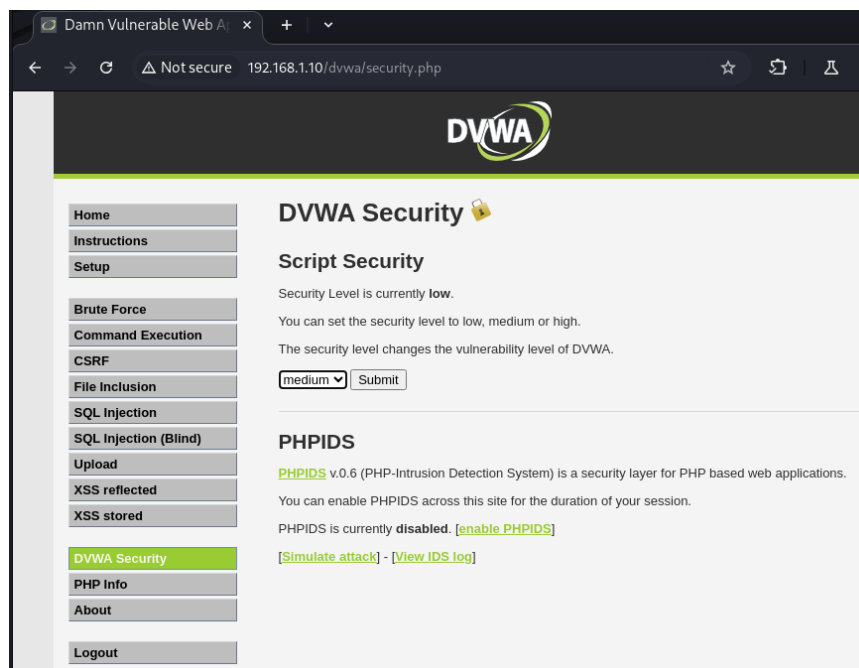 Damn Vulnerable Web Ap
Not secure 192.168.1.10/dvwa/security.php
DVWA
Home
Instructions
Setup
Brute Force
Command Execution
CSRF
File Inclusion
SQL Injection
SQL Injection (Blind)
Upload
XSS reflected
XSS stored
DVWA Security
PHP Info
About
Logout
DVWA Security
Script Security
Security Level is currently low.
You can set the security level to low, medium or high.
The security level changes the vulnerability level of DVWA.
medium Submit
PHPIDS
PHPIDS v.0.6 (PHP-Intrusion Detection System) is a security layer for PHP based web applications.
You can enable PHPIDS across this site for the duration of your session.
PHPIDS is currently disabled. [enable PHPIDS]
[Simulate attack] - [View IDS log]